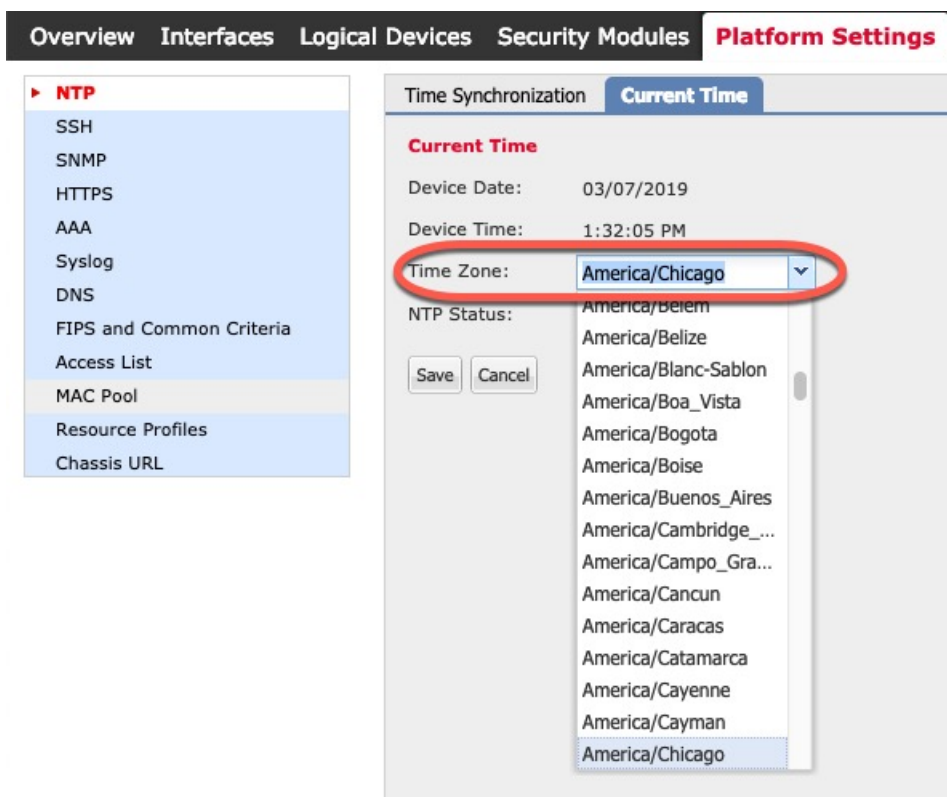 Overview Interfaces Logical Devices Security Modules Platform Settings
NTP
SSH
SNMP
HTTPS
AAA
Syslog
DNS
FIPS and Common Criteria
Access List
MAC Pool
Resource Profiles
Chassis URL
Time Synchronization Current Time
Current Time
Device Date: 03/07/2019
Device Time: 1:32:05 PM
Time Zone: America/Chicago
NTP Status:
Save Cancel
America/Belem
America/Belize
America/Blanc-Sablon
America/Boa_Vista
America/Bogota
America/Boise
America/Buenos_Aires
America/Cambridge_...
America/Campo_Gra...
America/Cancun
America/Caracas
America/Catamarca
America/Cayenne
America/Cayman
America/Chicago